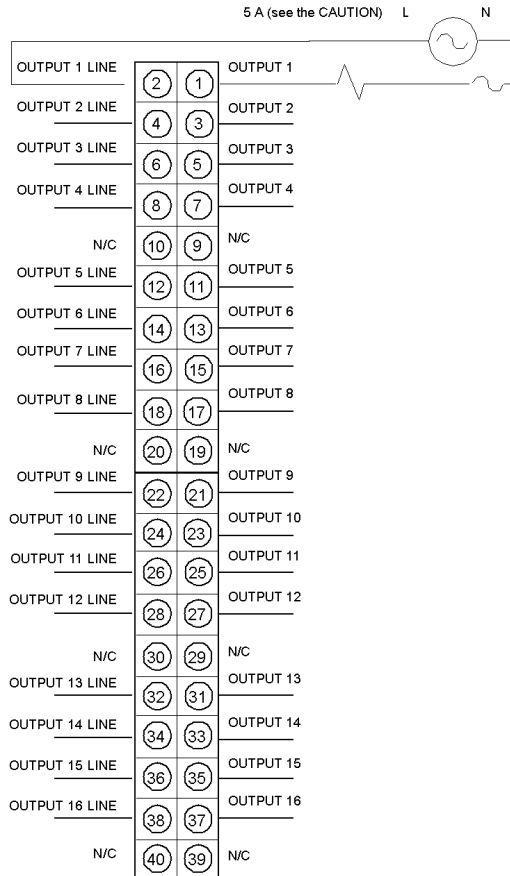 5 A (see the CAUTION) L N
OUTPUT 1 LINE 2 1 OUTPUT 1
OUTPUT 2 LINE 4 3 OUTPUT 2
OUTPUT 3 LINE 6 5 OUTPUT 3
OUTPUT 4 LINE 8 7 OUTPUT 4
N/C 10 9 N/C
OUTPUT 5 LINE 12 11 OUTPUT 5
OUTPUT 6 LINE 14 13 OUTPUT 6
OUTPUT 7 LINE 16 15 OUTPUT 7
OUTPUT 8 LINE 18 17 OUTPUT 8
N/C 20 19 N/C
OUTPUT 9 LINE 22 21 OUTPUT 9
OUTPUT 10 LINE 24 23 OUTPUT 10
OUTPUT 11 LINE 26 25 OUTPUT 11
OUTPUT 12 LINE 28 27 OUTPUT 12
N/C 30 29 N/C
OUTPUT 13 LINE 32 31 OUTPUT 13
OUTPUT 14 LINE 34 33 OUTPUT 14
OUTPUT 15 LINE 36 35 OUTPUT 15
OUTPUT 16 LINE 38 37 OUTPUT 16
N/C 40 39 N/C